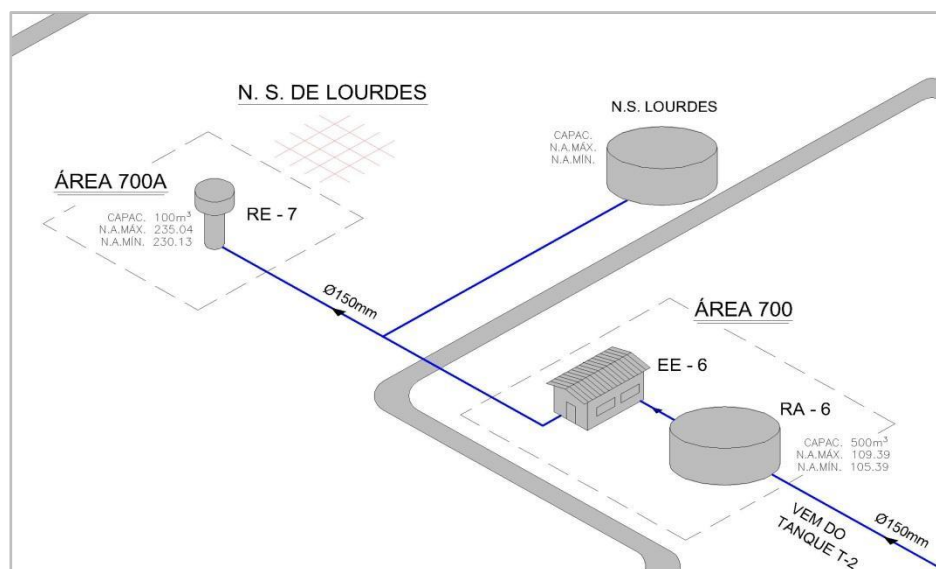 N. S. DE LOURDES
N.S. LOURDES
CAPAC.
N.A.MÁX.
N.A.MÍN.
ÁREA 700A
RE - 7
CAPAC. 100m³
N.A.MÁX. 235.04
N.A.MÍN. 230.13
Ø150mm
ÁREA 700
EE - 6
RA - 6
CAPAC. 500m³
N.A.MÁX. 109.39
N.A.MÍN. 105.39
VEM DO
TANQUE T-2
Ø150mm